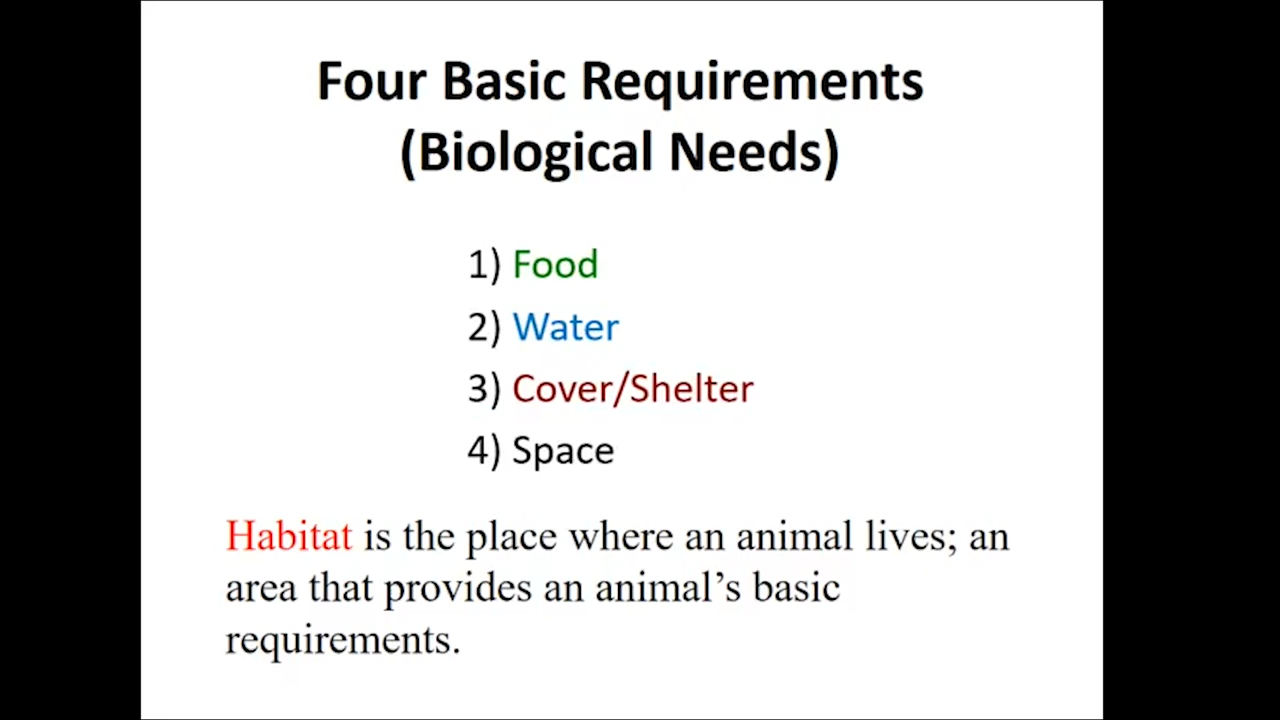 Four Basic Requirements
(Biological Needs)
1) Food
2) Water
3) Cover/Shelter
4) Space
Habitat is the place where an animal lives; an
area that provides an animal’s basic
requirements.